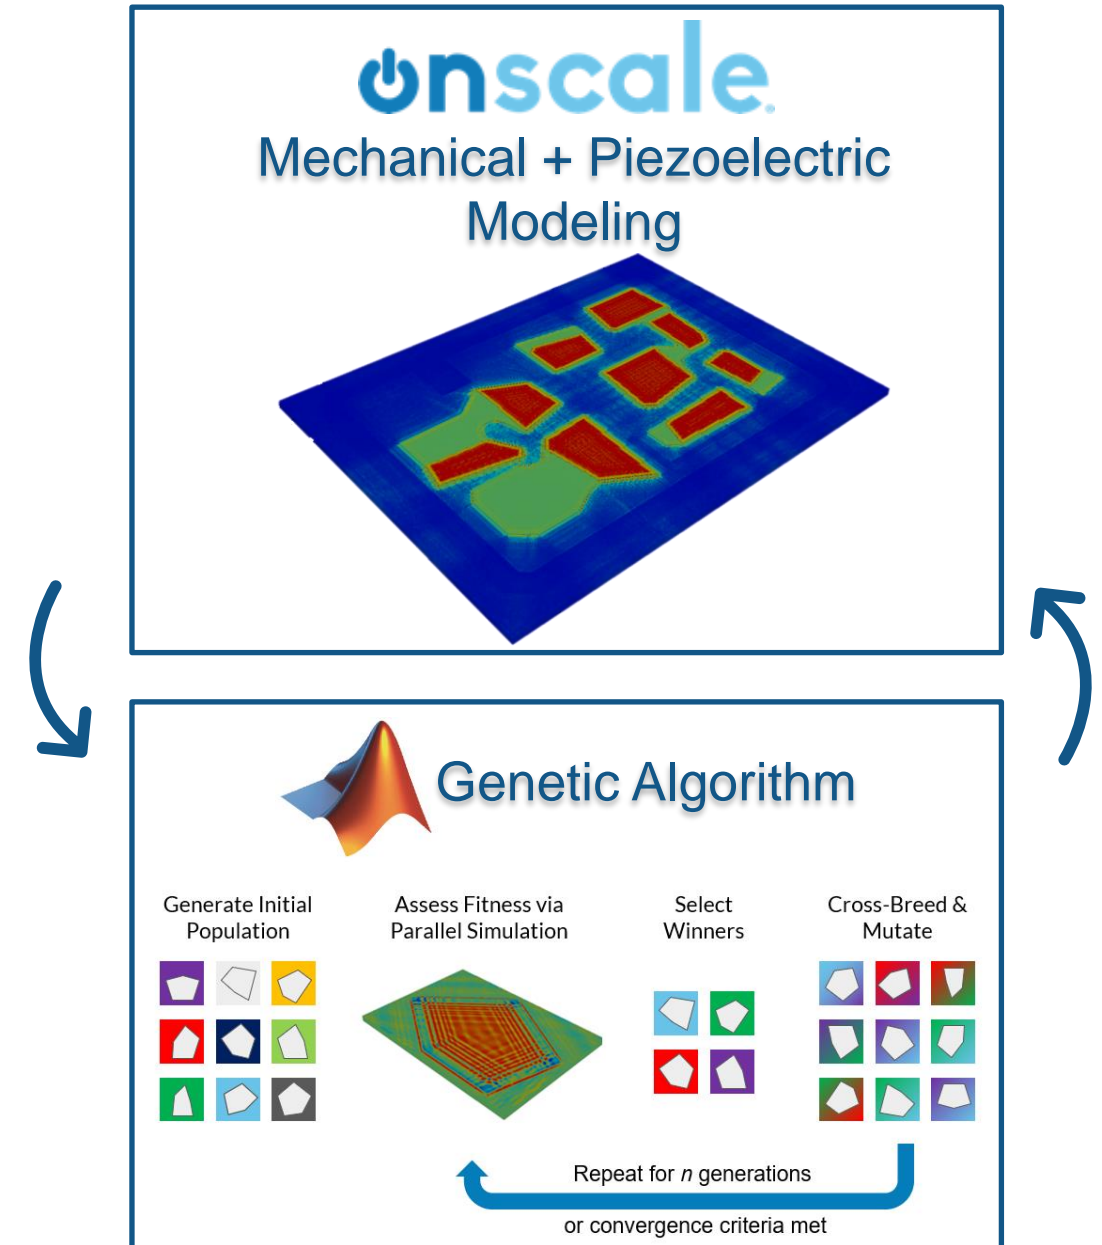 onscale
Mechanical + Piezoelectric
Modeling
Genetic Algorithm
Generate Initial
Population
Assess Fitness via
Parallel Simulation
Select
Winners
Cross-Breed &
Mutate
Repeat for n generations
or convergence criteria met